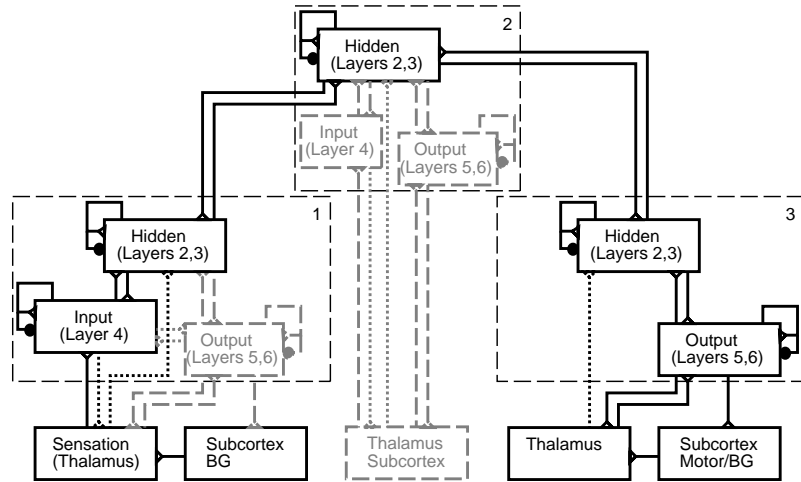 2
Hidden
(Layers 2,3)
Input
(Layer 4)
Output
(Layers 5,6)
1
Hidden
(Layers 2,3)
Input
(Layer 4)
Output
(Layers 5,6)
3
Hidden
(Layers 2,3)
Output
(Layers 5,6)
Sensation
(Thalamus)
Subcortex
BG
Thalamus
Subcortex
Thalamus
Subcortex
Motor/BG